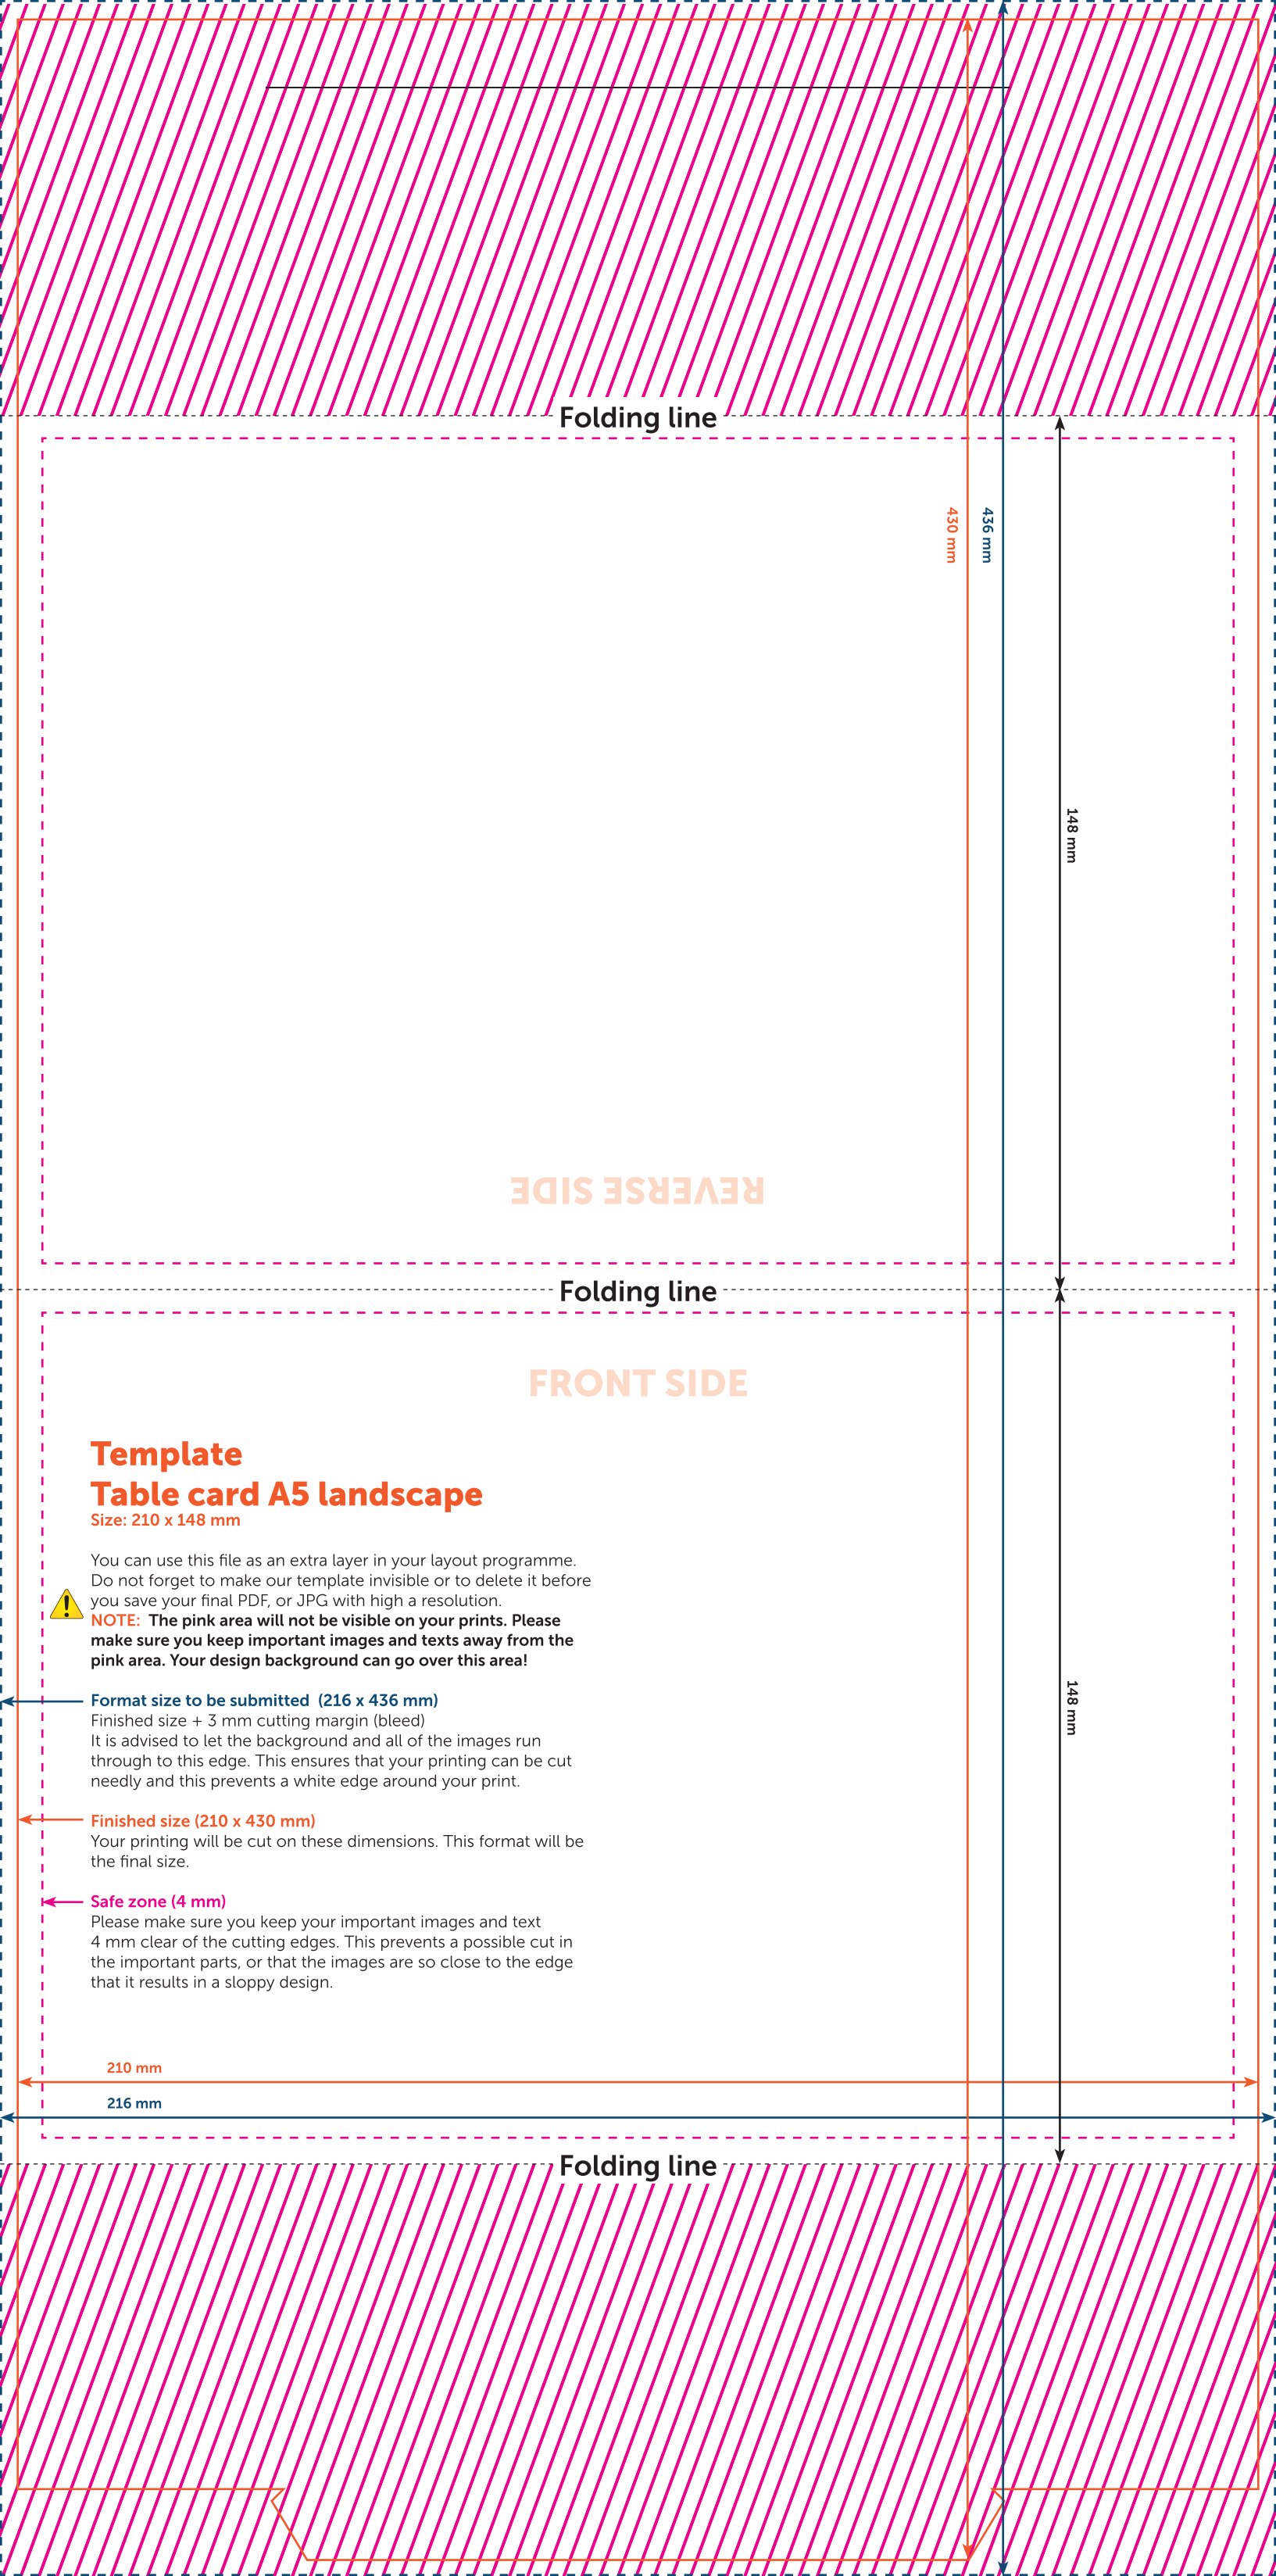 Folding line
430 mm
436 mm
148 mm
REVERSE SIDE
Folding line
FRONT SIDE
Template
Table card A5 landscape
Size: 210 x 148 mm
You can use this file as an extra layer in your layout programme.
Do not forget to make our template invisible or to delete it before
you save your final PDF, or JPG with high a resolution.
NOTE: The pink area will not be visible on your prints. Please
make sure you keep important images and texts away from the
pink area. Your design background can go over this area!
Format size to be submitted (216 x 436 mm)
Finished size + 3 mm cutting margin (bleed)
It is advised to let the background and all of the images run
through to this edge. This ensures that your printing can be cut
needly and this prevents a white edge around your print.
148 mm
Finished size (210 x 430 mm)
Your printing will be cut on these dimensions. This format will be
the final size.
Safe zone (4 mm)
Please make sure you keep your important images and text
4 mm clear of the cutting edges. This prevents a possible cut in
the important parts, or that the images are so close to the edge
that it results in a sloppy design.
210 mm
216 mm
Folding line